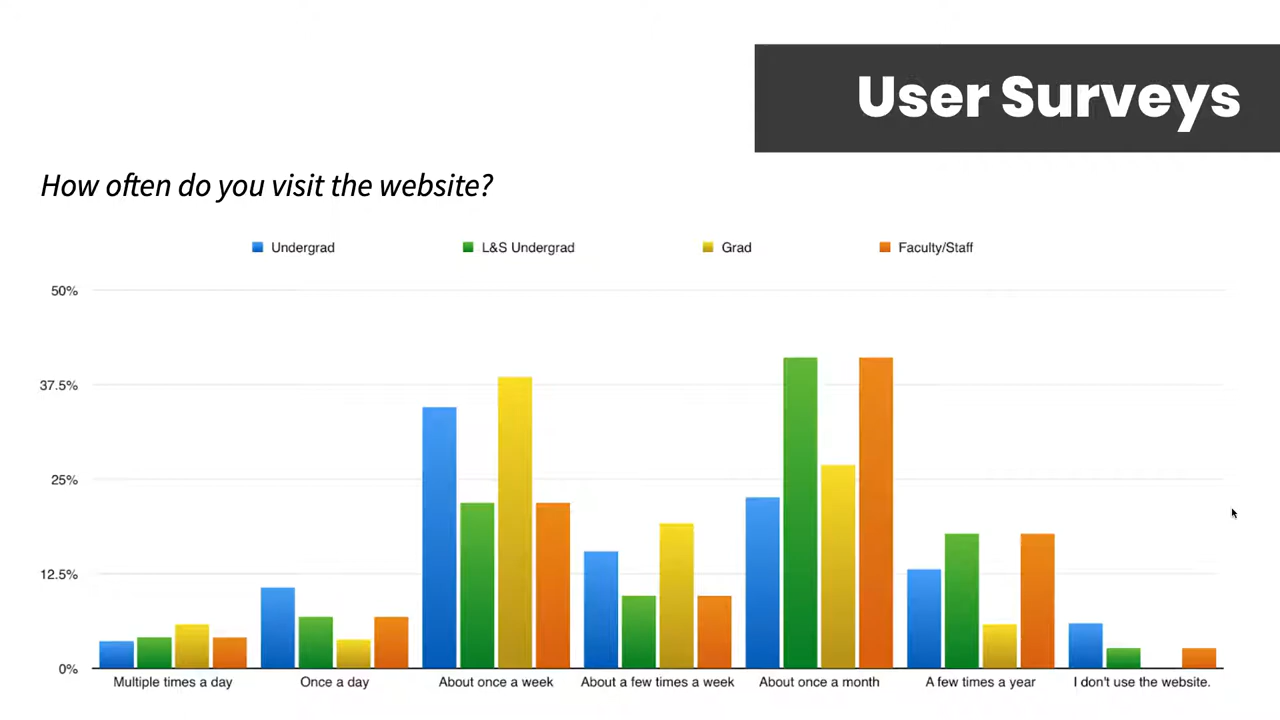 User Surveys
How often do you visit the website?
Undergrad L&S Undergrad Grad Faculty/Staff
50%
37.5%
25%
12.5%
0%
Multiple times a day Once a day About once a week About a few times a week About once a month A few times a year I don't use the website.